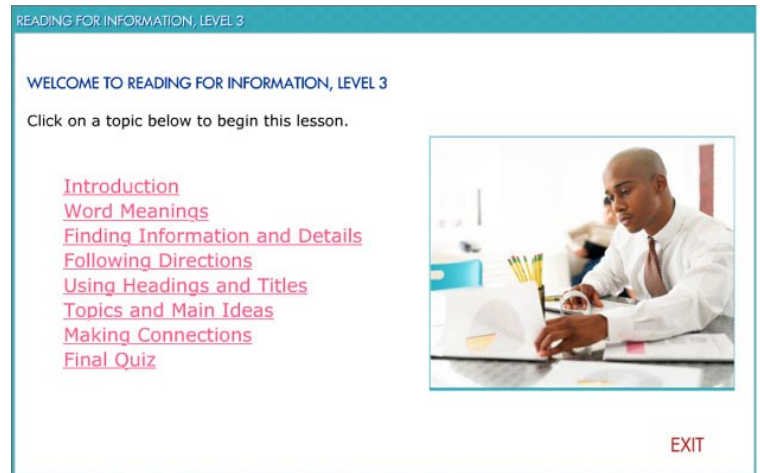 READING FOR INFORMATION, LEVEL 3
WELCOME TO READING FOR INFORMATION, LEVEL 3
Click on a topic below to begin this lesson.
Introduction
Word Meanings
Finding Information and Details
Following Directions
Using Headings and Titles
Topics and Main Ideas
Making Connections
Final Quiz
EXIT